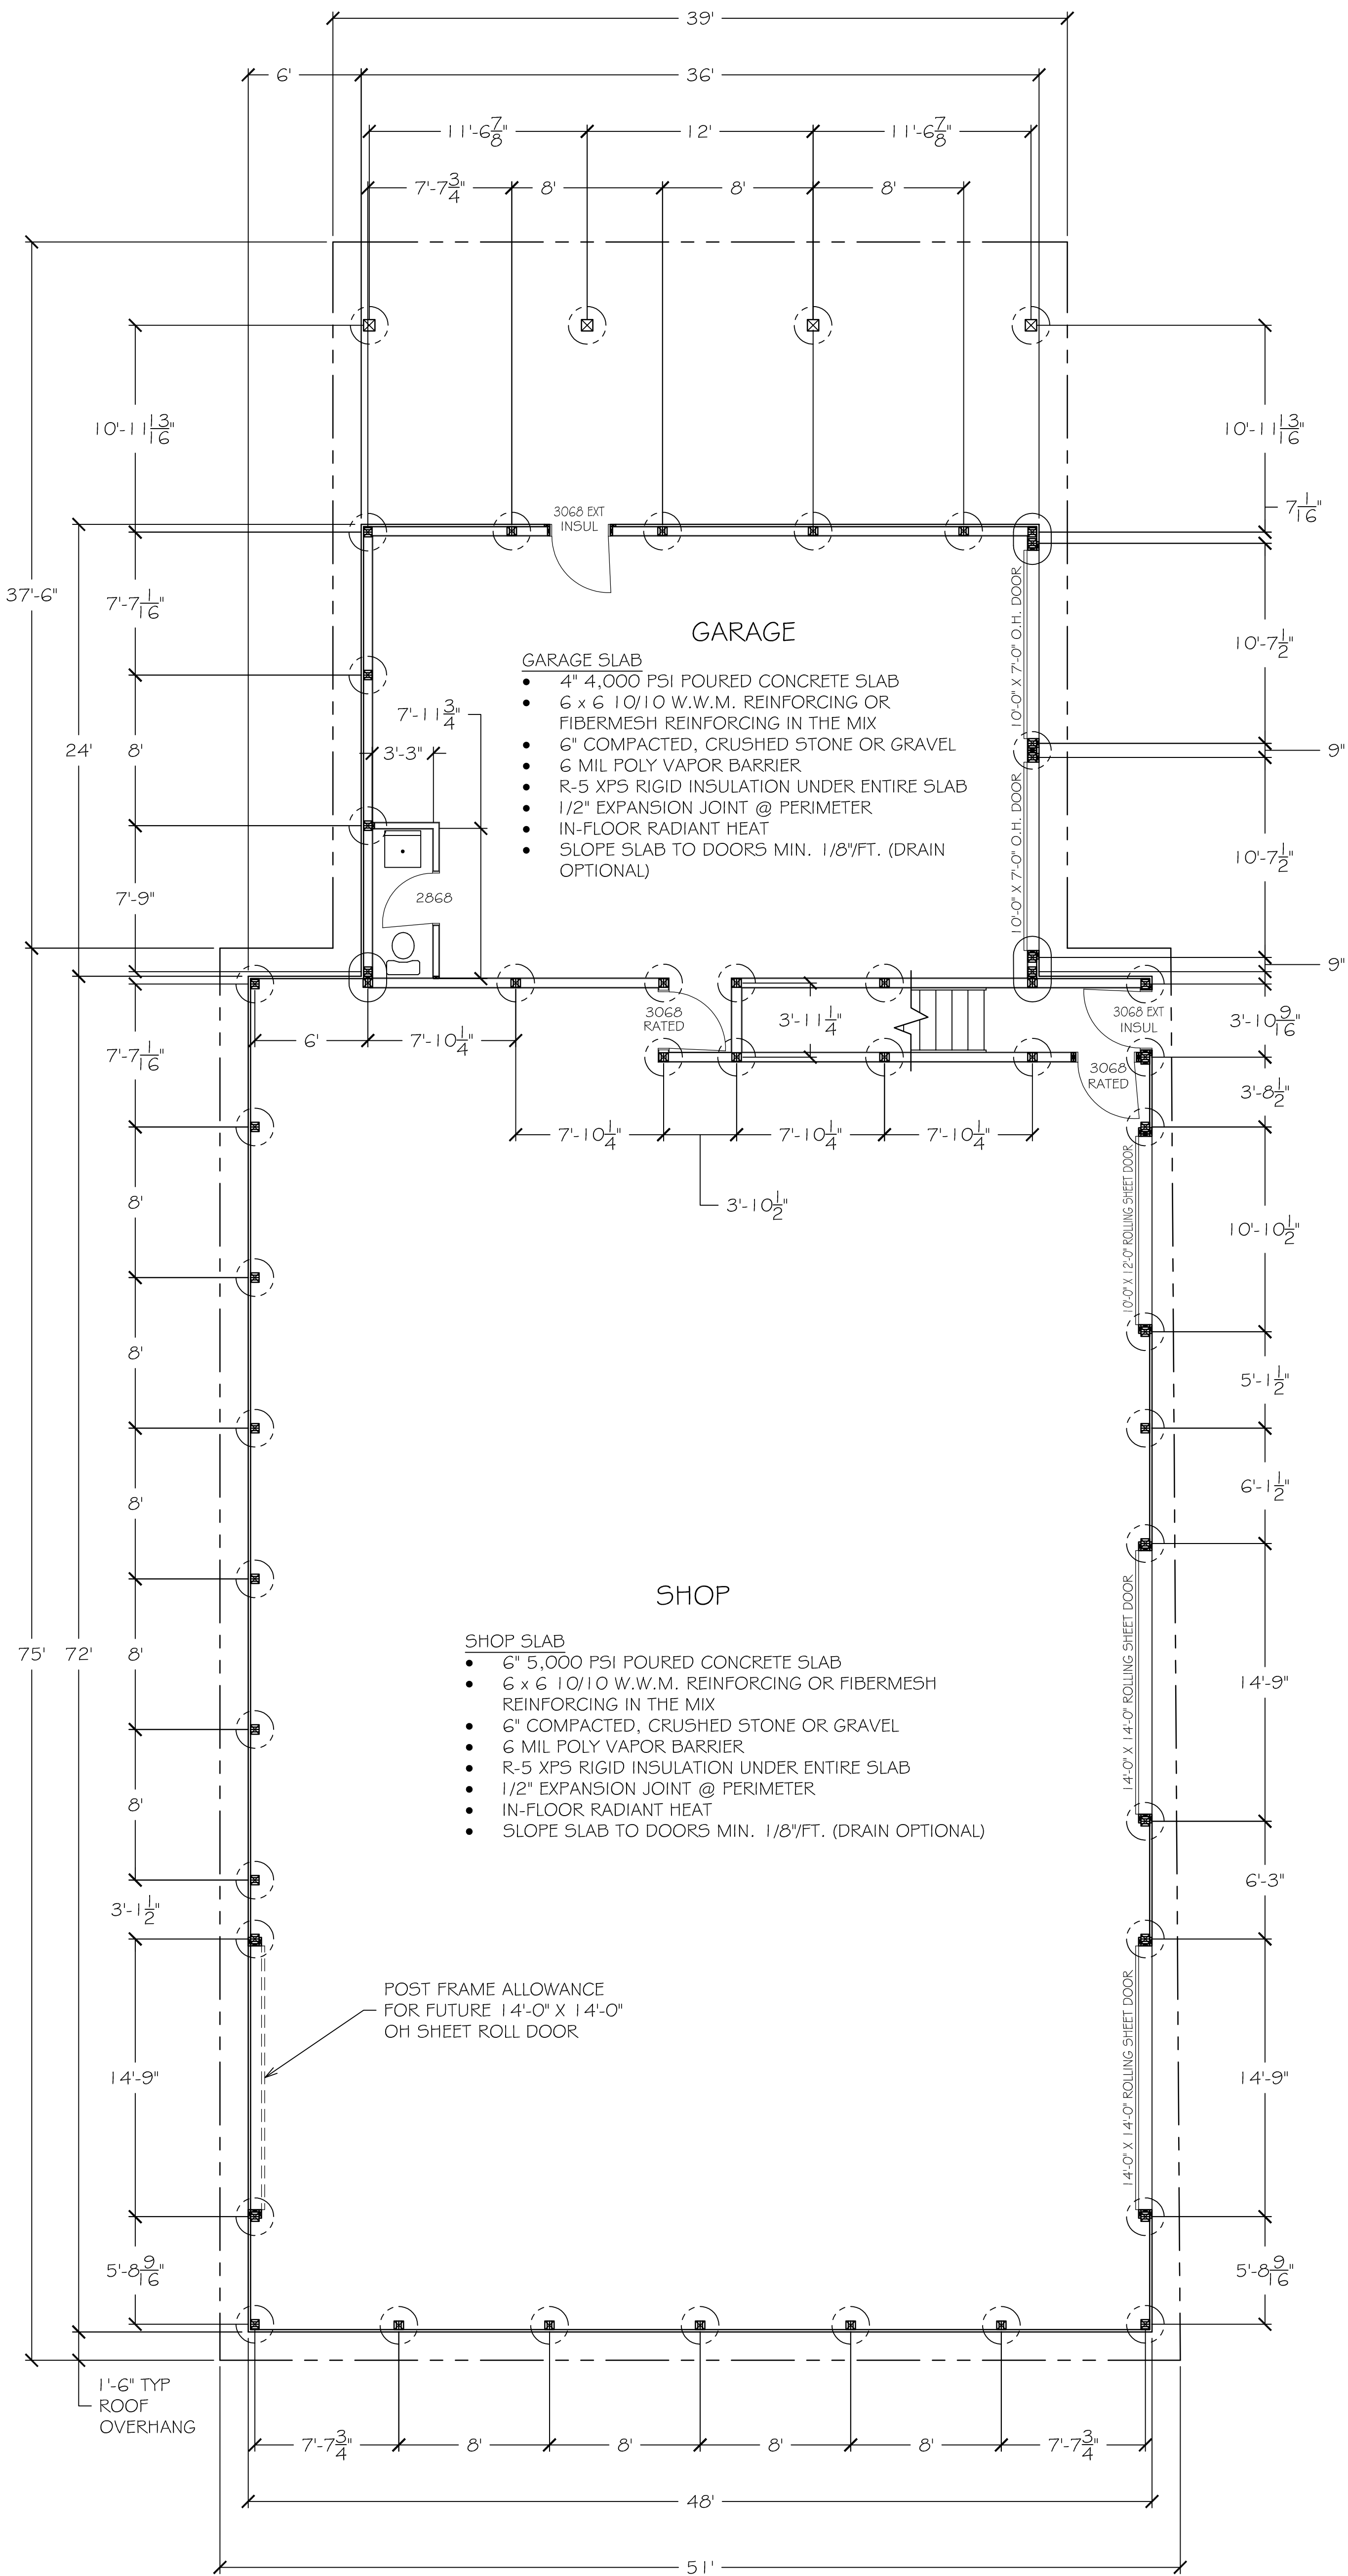 39'
6'
36'
11'-6 7/8"
12'
11'-6 7/8"
7'-7 3/4"
8'
8'
8'
10'-11 13/16"
10'-11 13/16"
7 1/16"
3068 EXT
INSUL
37'-6"
7'-7 1/16"
10'-0" X 7'-0" O.H. DOOR
10'-7 1/2"
GARAGE
GARAGE SLAB
• 4" 4,000 PSI POURED CONCRETE SLAB
• 6 x 6 10/10 W.W.M. REINFORCING OR
FIBERMESH REINFORCING IN THE MIX
• 6" COMPACTED, CRUSHED STONE OR GRAVEL
• 6 MIL POLY VAPOR BARRIER
• R-5 XPS RIGID INSULATION UNDER ENTIRE SLAB
• 1/2" EXPANSION JOINT @ PERIMETER
• IN-FLOOR RADIANT HEAT
• SLOPE SLAB TO DOORS MIN. 1/8"/FT. (DRAIN
OPTIONAL)
7'-11 3/4"
24'
8'
3'-3"
9"
10'-0" X 7'-0" O.H. DOOR
10'-7 1/2"
2868
7'-9"
9"
3068
RATED
3'-11 1/4"
3068 EXT
INSUL
3'-10 9/16"
7'-7 1/16"
6'
7'-10 1/4"
3068
RATED
3'-8 1/2"
7'-10 1/4"
7'-10 1/4"
7'-10 1/4"
3'-10 1/2"
8'
10'-0" X 12'-0" ROLLING SHEET DOOR
10'-10 1/2"
8'
5'-1 1/2"
8'
6'-1 1/2"
SHOP
SHOP SLAB
• 6" 5,000 PSI POURED CONCRETE SLAB
• 6 x 6 10/10 W.W.M. REINFORCING OR FIBERMESH
REINFORCING IN THE MIX
• 6" COMPACTED, CRUSHED STONE OR GRAVEL
• 6 MIL POLY VAPOR BARRIER
• R-5 XPS RIGID INSULATION UNDER ENTIRE SLAB
• 1/2" EXPANSION JOINT @ PERIMETER
• IN-FLOOR RADIANT HEAT
• SLOPE SLAB TO DOORS MIN. 1/8"/FT. (DRAIN OPTIONAL)
75'
72'
8'
14'-0" X 14'-0" ROLLING SHEET DOOR
14'-9"
8'
6'-3"
3'-1 1/2"
POST FRAME ALLOWANCE
FOR FUTURE 14'-0" X 14'-0"
OH SHEET ROLL DOOR
14'-9"
14'-0" X 14'-0" ROLLING SHEET DOOR
14'-9"
5'-8 9/16"
5'-8 9/16"
1'-6" TYP
ROOF
OVERHANG
7'-7 3/4"
8'
8'
8'
8'
7'-7 3/4"
48'
51'